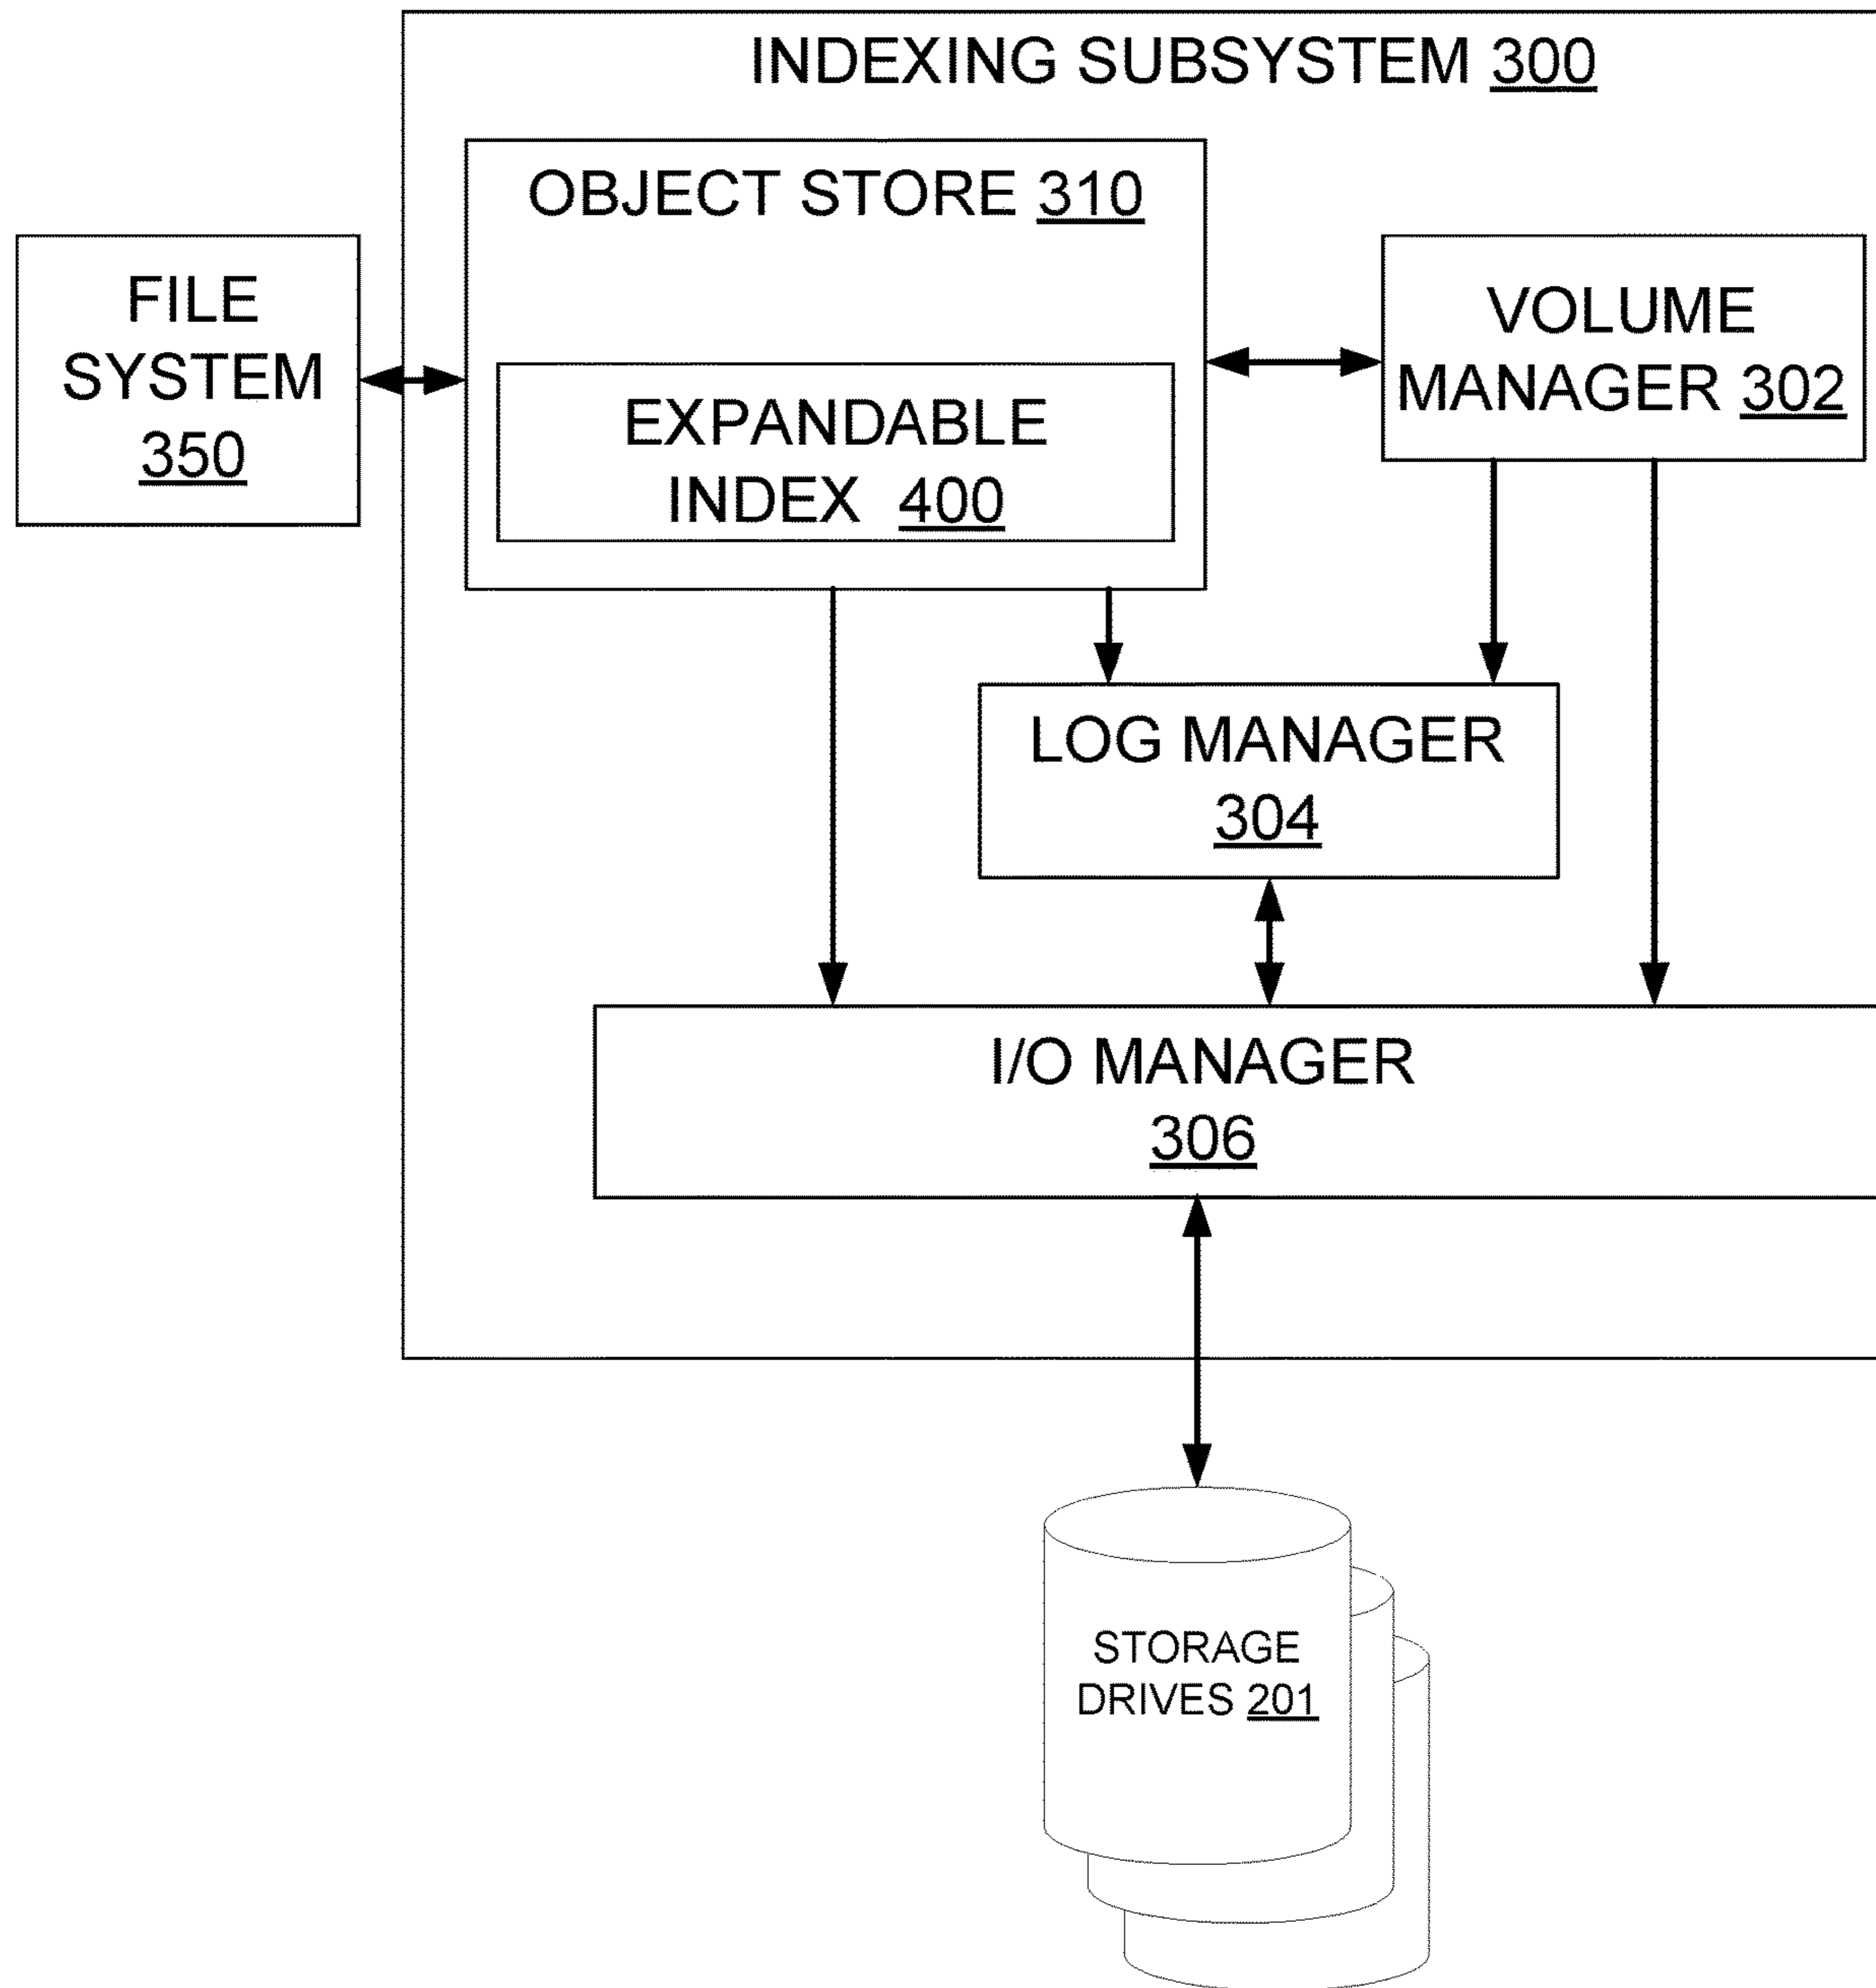 INDEXING SUBSYSTEM 300
OBJECT STORE 310
FILE
SYSTEM
350
EXPANDABLE
INDEX 400
VOLUME
MANAGER 302
LOG MANAGER
304
I/O MANAGER
306
STORAGE
DRIVES 201